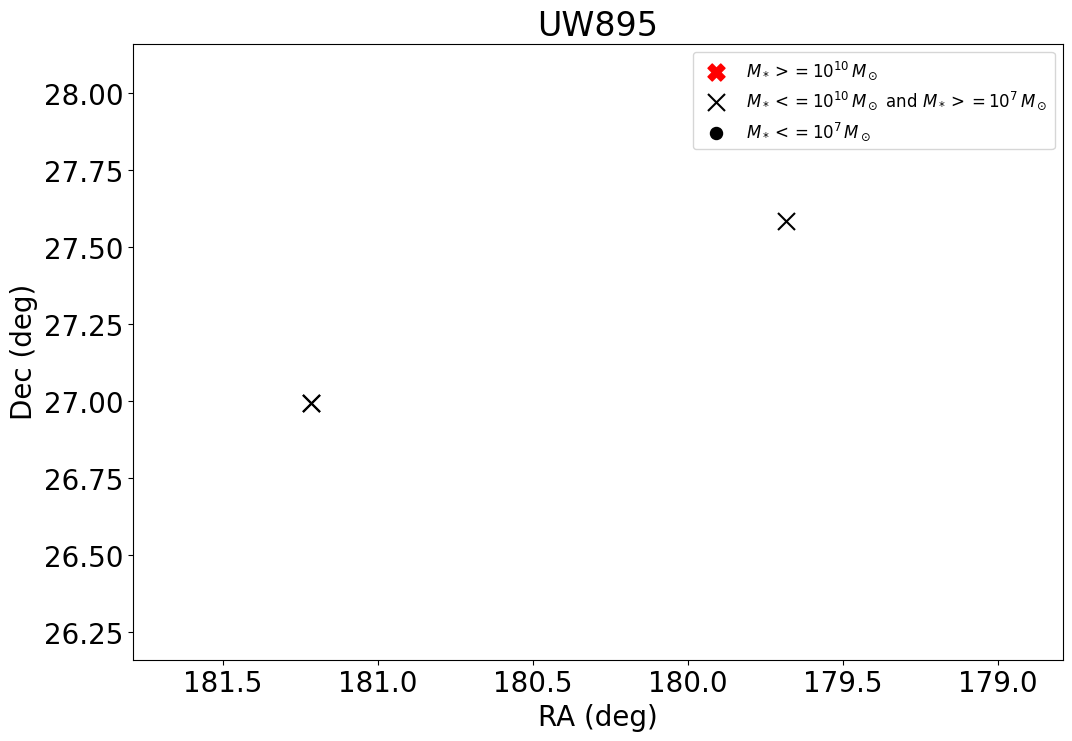 UW895
M* >= 10^10 M⊙
M* <= 10^10 M⊙ and M* >= 10^7 M⊙
M* <= 10^7 M⊙
28.00
27.75
27.50
27.25
27.00
26.75
26.50
26.25
Dec (deg)
181.5 181.0 180.5 180.0 179.5 179.0
RA (deg)